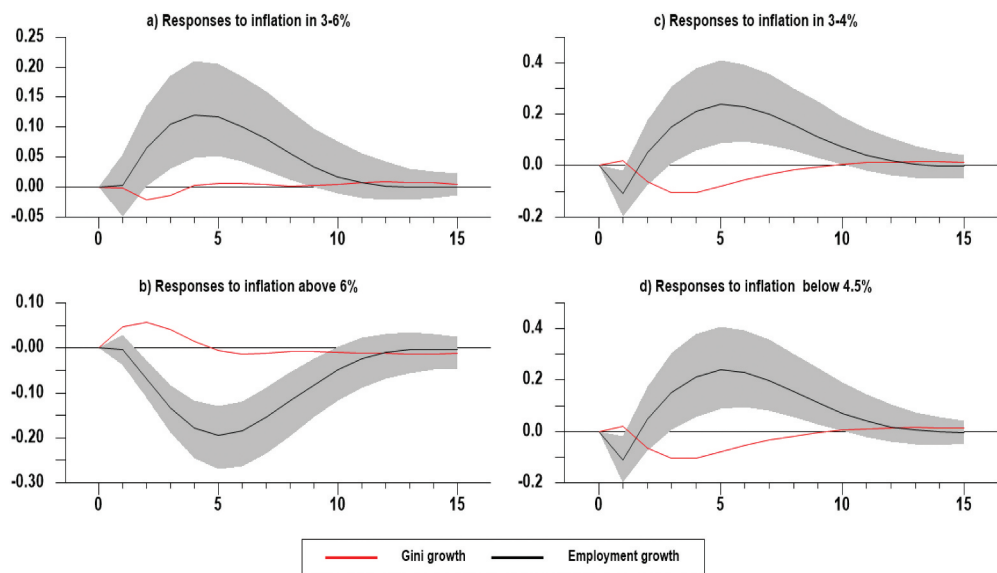 a) Responses to inflation in 3-6%
0.25
0.20
0.15
0.10
0.05
0.00
-0.05
0 5 10 15
c) Responses to inflation in 3-4%
0.4
0.2
0.0
-0.2
0 5 10 15
b) Responses to inflation above 6%
0.10
-0.00
-0.10
-0.20
-0.30
0 5 10 15
d) Responses to inflation below 4.5%
0.4
0.2
0.0
-0.2
0 5 10 15
Gini growth Employment growth